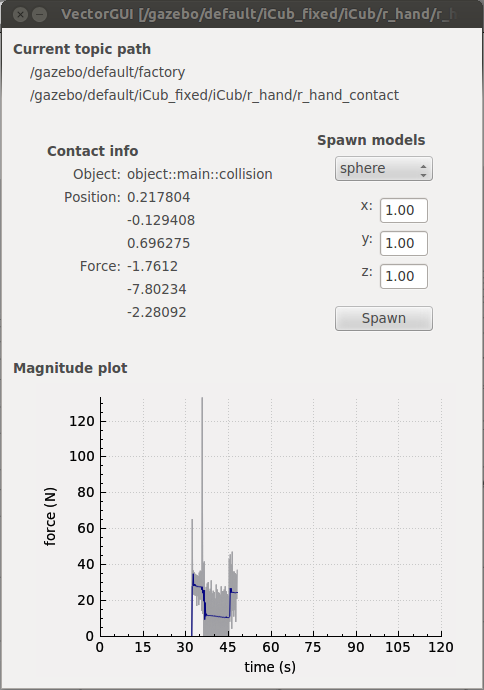 VectorGUI [/gazebo/default/iCub_fixed/iCub/r_hand/r_h
Current topic path
/gazebo/default/factory
/gazebo/default/iCub_fixed/iCub/r_hand/r_hand_contact
Contact info
Object: object::main::collision
Position: 0.217804
-0.129408
0.696275
Force: -1.7612
-7.80234
-2.28092
Spawn models
sphere
x: 1.00
y: 1.00
z: 1.00
Spawn
Magnitude plot
force (N)
120
100
80
60
40
20
0
0 15 30 45 60 75 90 105 120
time (s)